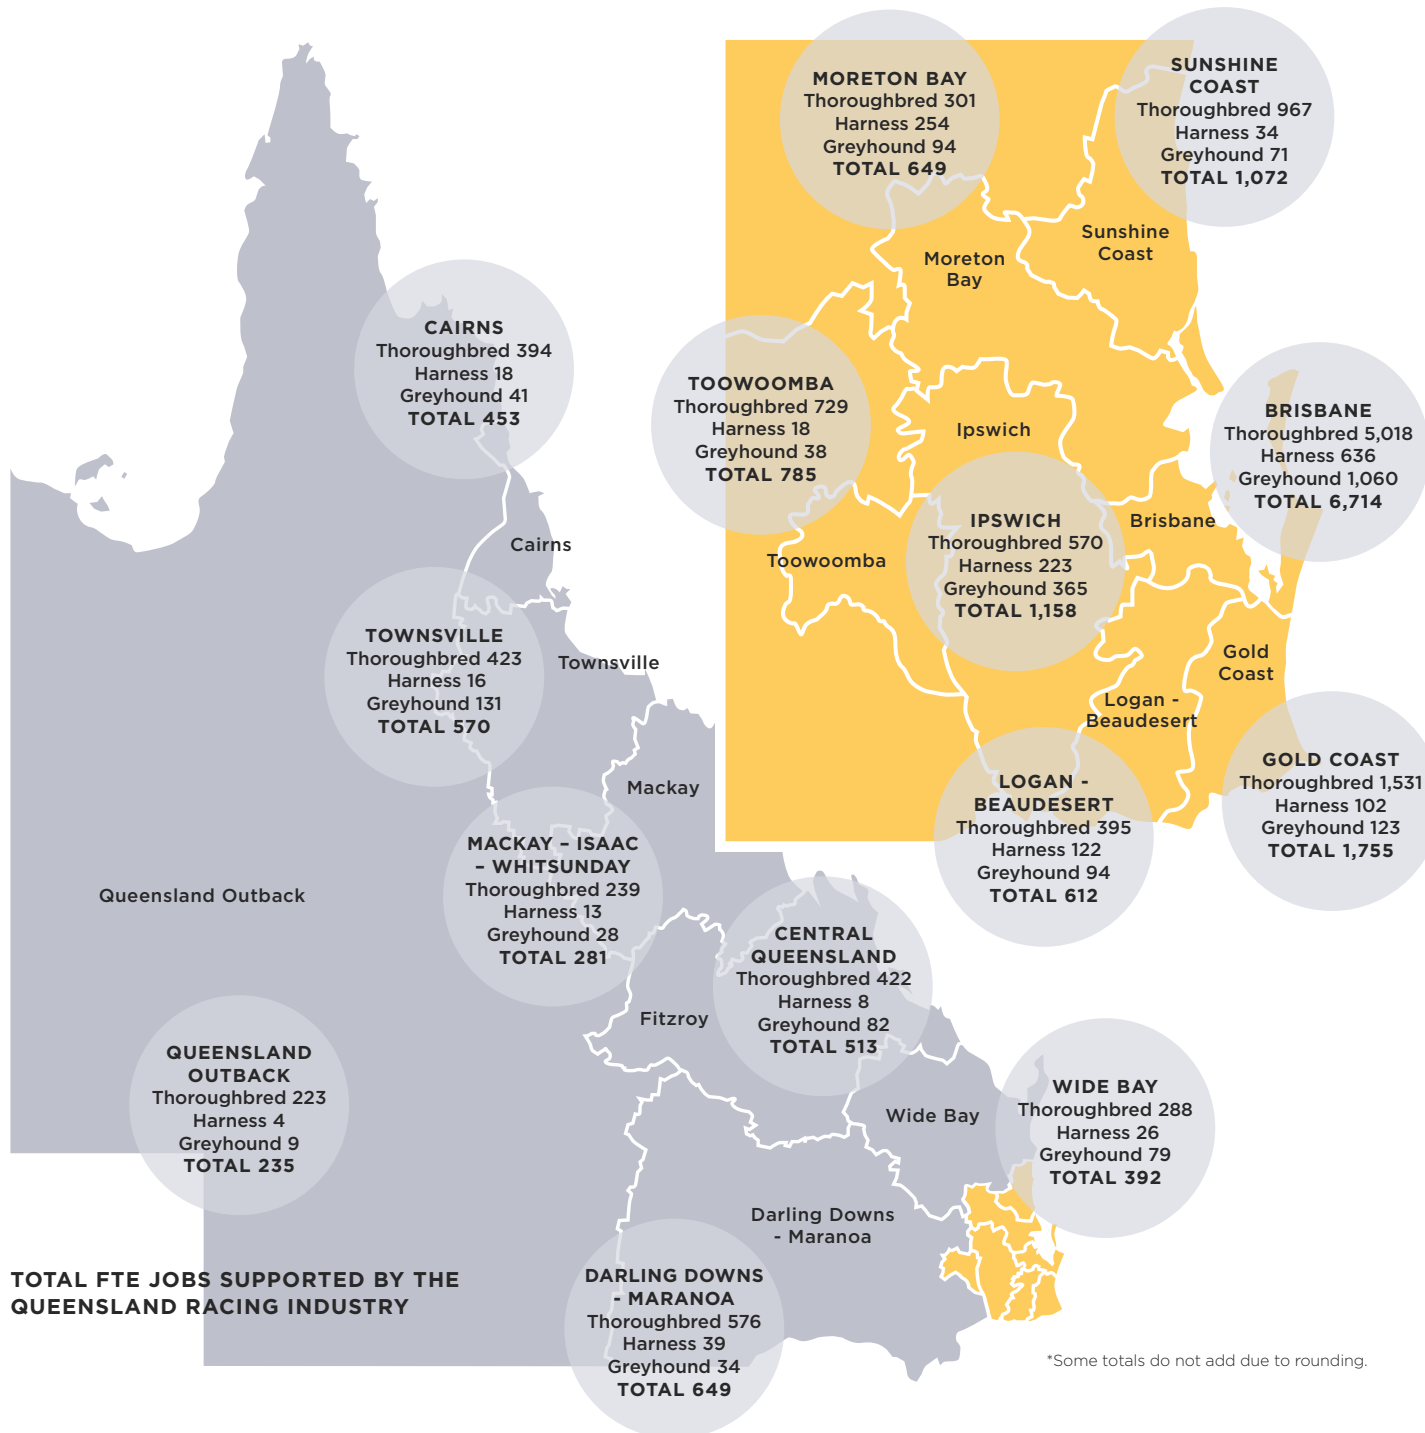 MORETON BAY
Thoroughbred 301
Harness 254
Greyhound 94
TOTAL 649
SUNSHINE
COAST
Thoroughbred 967
Harness 34
Greyhound 71
TOTAL 1,072
Sunshine
Coast
Moreton
Bay
CAIRNS
Thoroughbred 394
Harness 18
Greyhound 41
TOTAL 453
TOOWOOMBA
Thoroughbred 729
Harness 18
Greyhound 38
TOTAL 785
Ipswich
BRISBANE
Thoroughbred 5,018
Harness 636
Greyhound 1,060
TOTAL 6,714
IPSWICH
Thoroughbred 570
Harness 223
Greyhound 365
TOTAL 1,158
Brisbane
Cairns
Toowoomba
TOWNSVILLE
Thoroughbred 423
Harness 16
Greyhound 131
TOTAL 570
Townsville
Gold
Coast
Logan -
Beaudesert
Mackay
LOGAN -
BEAUDESERT
Thoroughbred 395
Harness 122
Greyhound 94
TOTAL 612
GOLD COAST
Thoroughbred 1,531
Harness 102
Greyhound 123
TOTAL 1,755
MACKAY – ISAAC
– WHITSUNDAY
Thoroughbred 239
Harness 13
Greyhound 28
TOTAL 281
Queensland Outback
CENTRAL
QUEENSLAND
Thoroughbred 422
Harness 8
Greyhound 82
TOTAL 513
Fitzroy
QUEENSLAND
OUTBACK
Thoroughbred 223
Harness 4
Greyhound 9
TOTAL 235
Wide Bay
WIDE BAY
Thoroughbred 288
Harness 26
Greyhound 79
TOTAL 392
Darling Downs
- Maranoa
DARLING DOWNS
- MARANOA
Thoroughbred 576
Harness 39
Greyhound 34
TOTAL 649
TOTAL FTE JOBS SUPPORTED BY THE
QUEENSLAND RACING INDUSTRY
*Some totals do not add due to rounding.